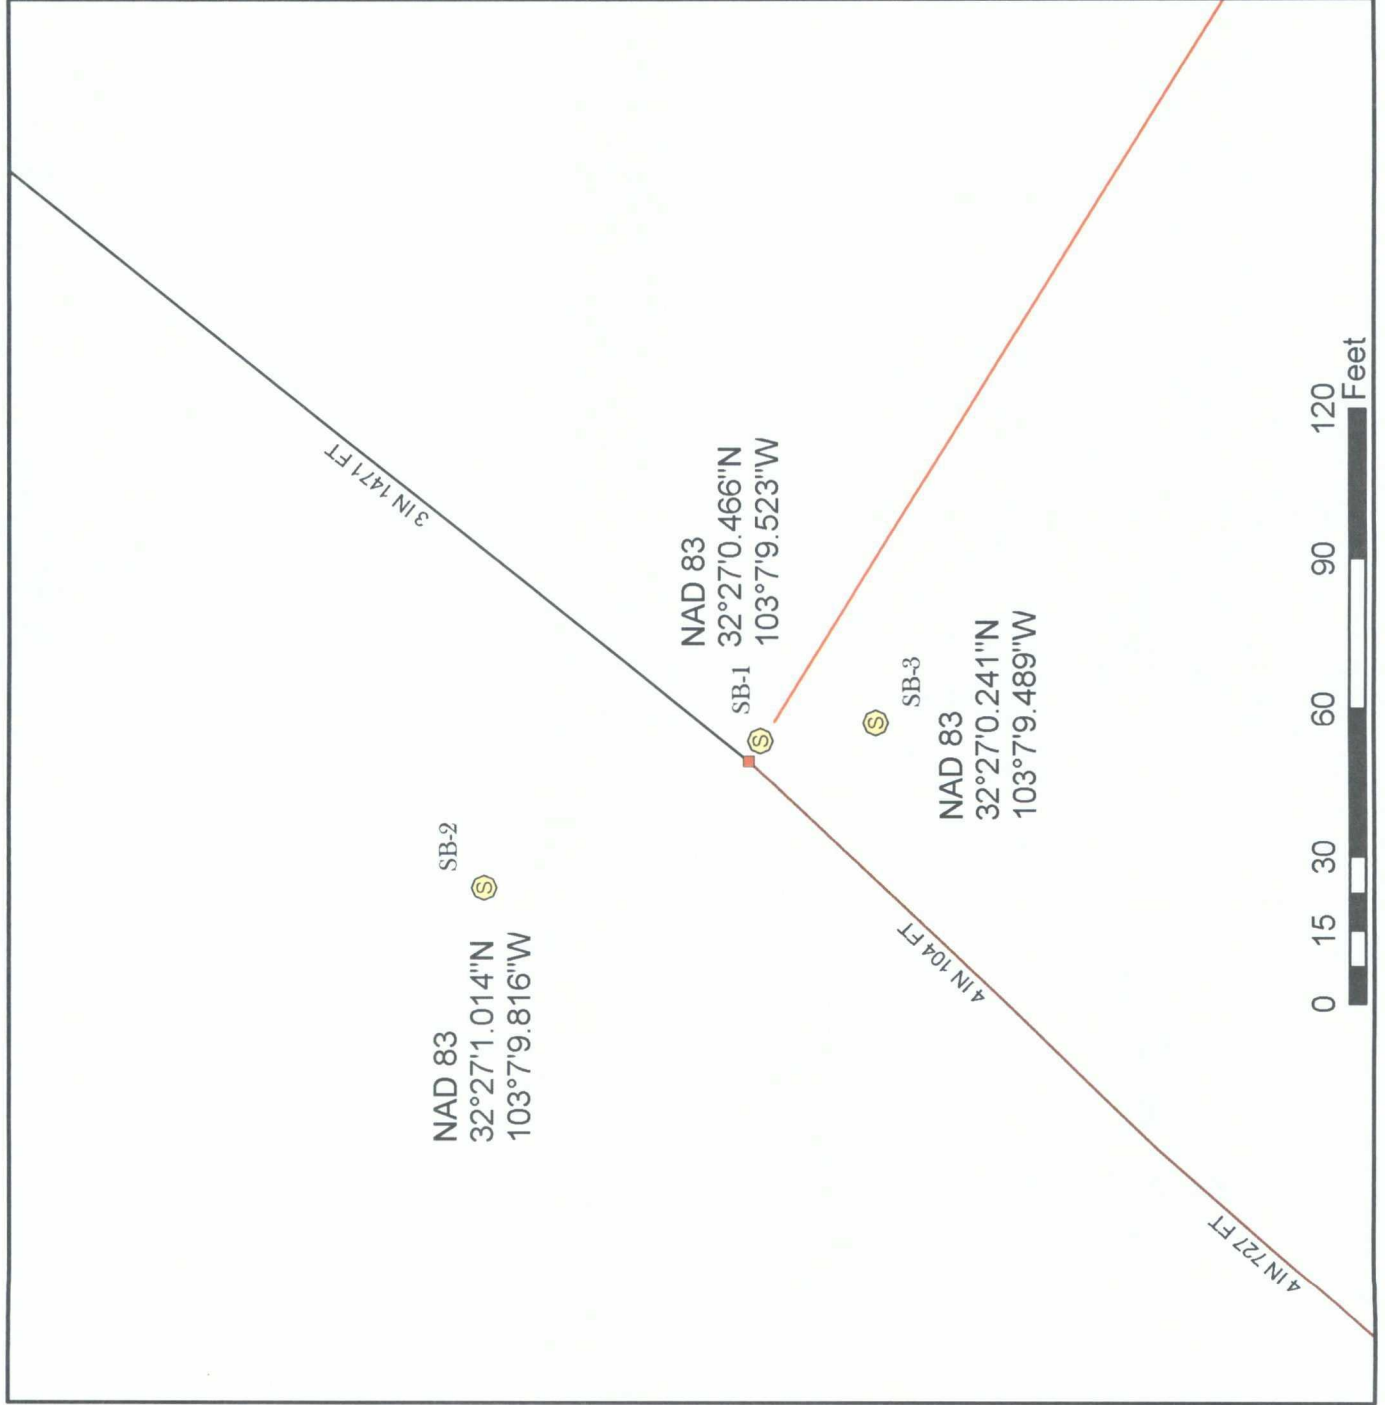 3 IN 1471 FT
SB-2
NAD 83
32°27'1.014"N
103°7'9.816"W
S
NAD 83
32°27'0.466"N
103°7'9.523"W
SB-1
S
S
SB-3
NAD 83
32°27'0.241"N
103°7'9.489"W
4 IN 104 FT
4 IN 727 FT
0 15 30 60 90 120
Feet